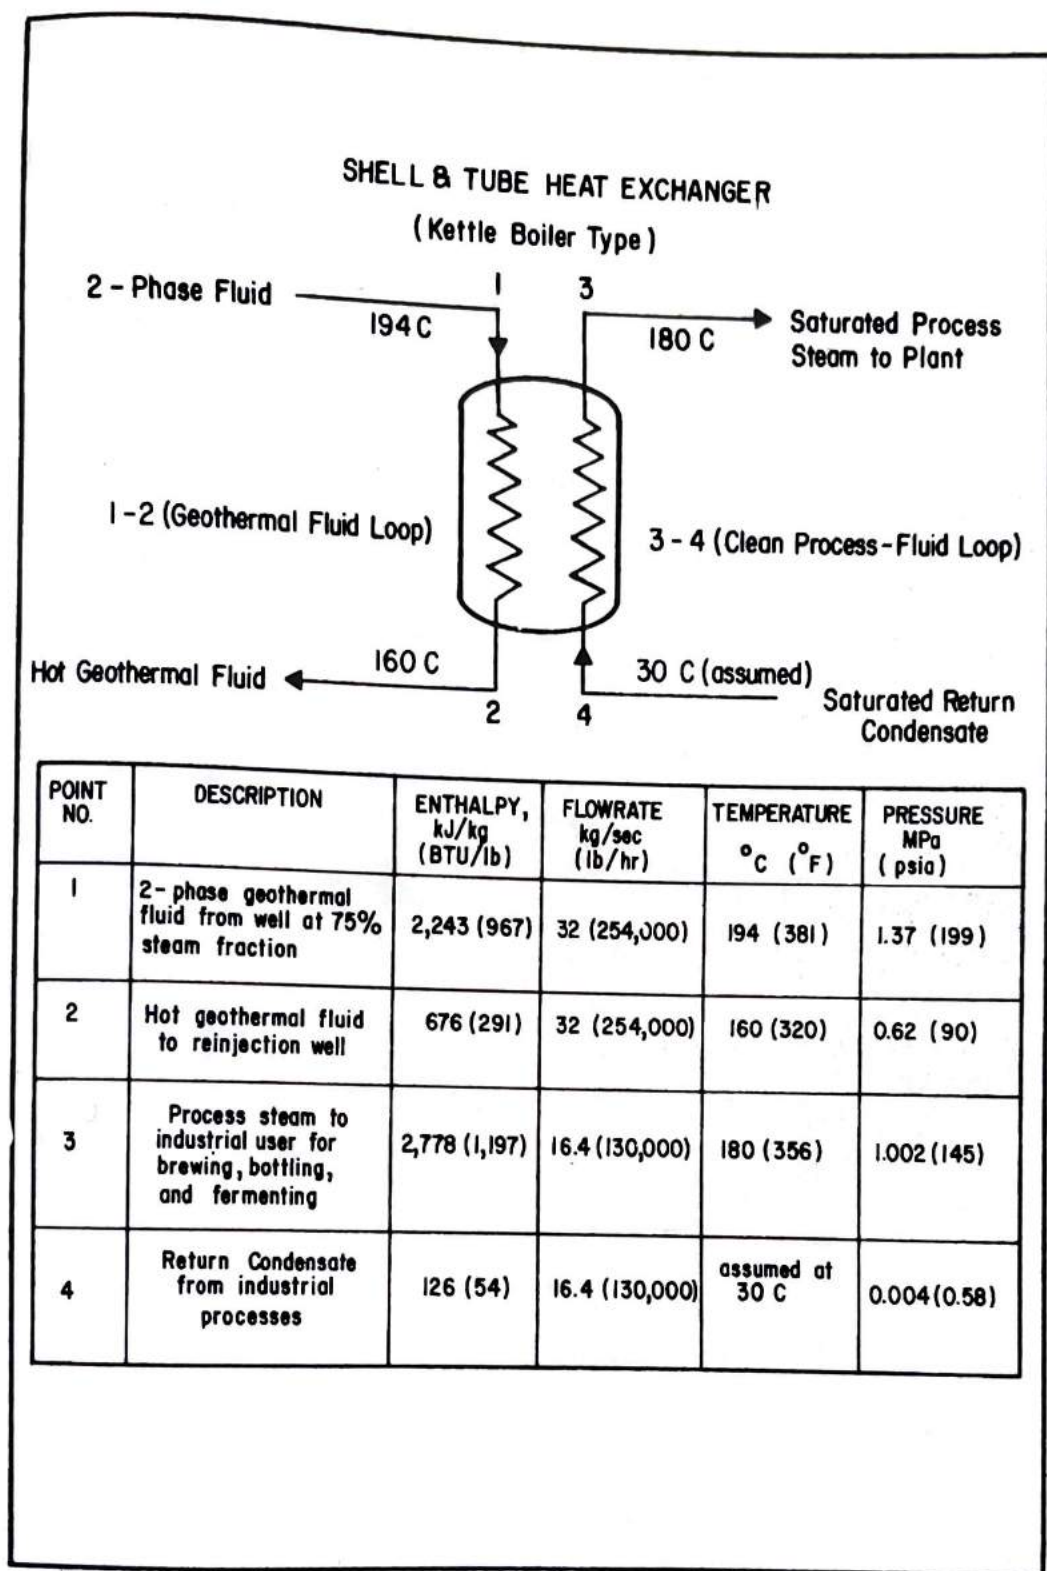 SHELL & TUBE HEAT EXCHANGER
(Kettle Boiler Type)
1
3
2 - Phase Fluid
194 C
180 C
Saturated Process
Steam to Plant
1-2 (Geothermal Fluid Loop)
3-4 (Clean Process-Fluid Loop)
Hot Geothermal Fluid
160 C
30 C (assumed)
2
4
Saturated Return
Condensate
POINT
NO.
DESCRIPTION
ENTHALPY,
kJ/kg
(BTU/lb)
FLOWRATE
kg/sec
(lb/hr)
TEMPERATURE
°C (°F)
PRESSURE
MPa
(psia)
1
2-phase geothermal
fluid from well at 75%
steam fraction
2,243 (967)
32 (254,000)
194 (381)
1.37 (199)
2
Hot geothermal fluid
to reinjection well
676 (291)
32 (254,000)
160 (320)
0.62 (90)
3
Process steam to
industrial user for
brewing, bottling,
and fermenting
2,778 (1,197)
16.4 (130,000)
180 (356)
1.002 (145)
4
Return Condensate
from industrial
processes
126 (54)
16.4 (130,000)
assumed at
30 C
0.004 (0.58)